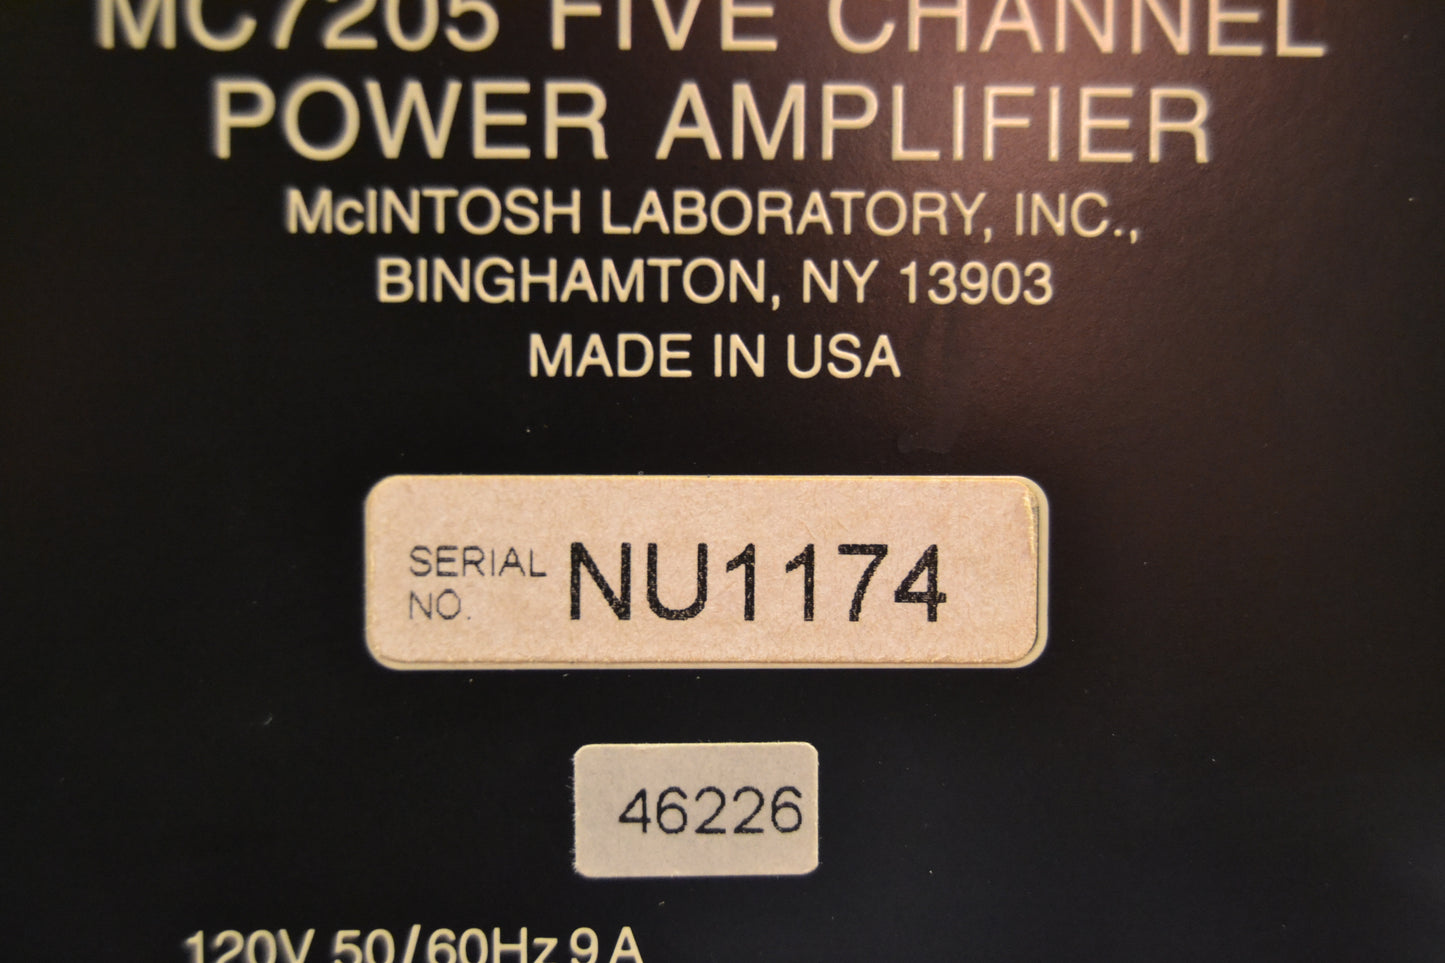 MC7205 FIVE CHANNEL
POWER AMPLIFIER
McINTOSH LABORATORY, INC.,
BINGHAMTON, NY 13903
MADE IN USA
SERIAL NO. NU1174
46226
120V 50/60Hz 9A